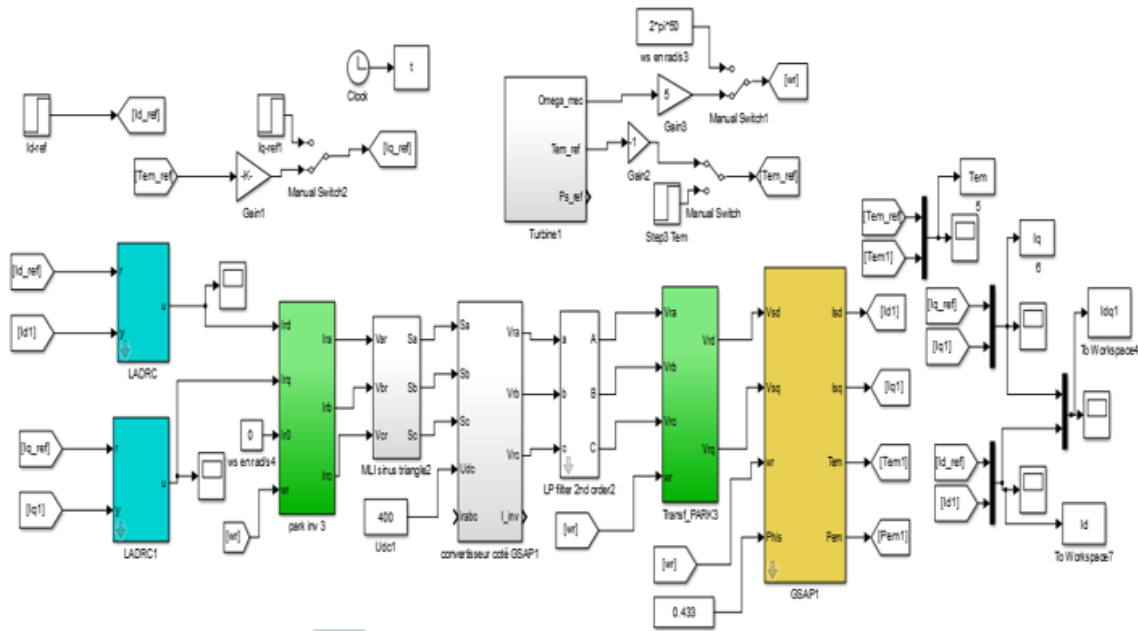 2*pi*50
ws en rad/s3
t
Clock
[wr]
Omega_mec
5
Gain3
Manual Switch1
Id-ref
[Id_ref]
Iq-ref1
[Iq_ref]
Tem_ref
-1
Gain2
[Tem_ref]
[Tem_ref]
-K-
Gain1
Manual Switch2
Ps_ref
Manual Switch
Turbine1
Step3 Tem
Tem
5
[Tem_ref]
[Tem1]
Iq
6
[Id_ref]
r
u
[Id1]
y
LADRC
Ird
Irq
Ir0
wr
Ira
Irb
Irc
park inv 3
0
ws en rad/s4
[wr]
Var
Vbr
Vcr
Sa
Sb
Sc
MLI sinus triangle2
Sa
Sb
Sc
Udc
irabc
Vra
Vrb
Vrc
I_inv
convertisseur coté GSAP1
400
Udc1
a
b
c
A
B
C
LP filter 2nd order2
[wr]
Vra
Vrb
Vrc
wr
Vrd
Vrq
Transf_PARK3
[wr]
0.433
Vsd
Vsq
wr
Phis
Isd
Isq
Tem
Pem
GSAP1
[Id1]
[Iq1]
[Tem1]
[Pem1]
[Iq_ref]
[Iq1]
Idq1
To Workspace4
[Id_ref]
[Id1]
Id
To Workspace7
[Iq_ref]
r
u
[Iq1]
y
LADRC1